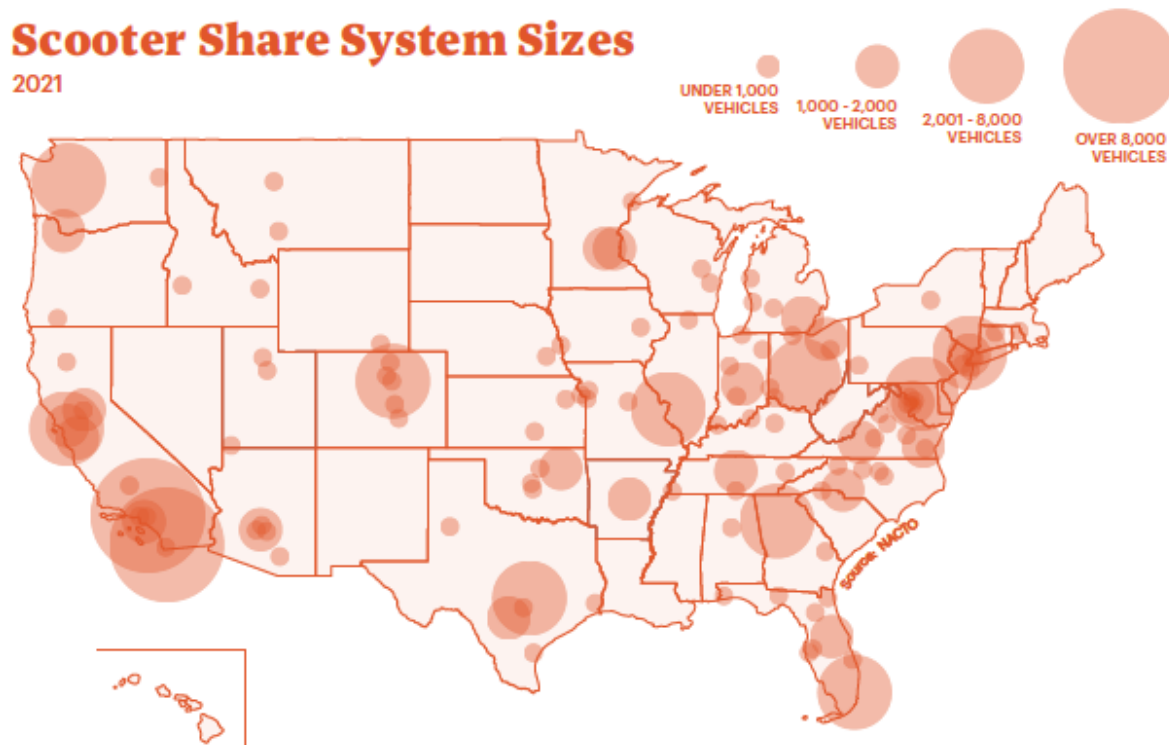 Scooter Share System Sizes
2021
UNDER 1,000
VEHICLES
1,000 - 2,000
VEHICLES
2,001 - 8,000
VEHICLES
OVER 8,000
VEHICLES
Source: NACTO